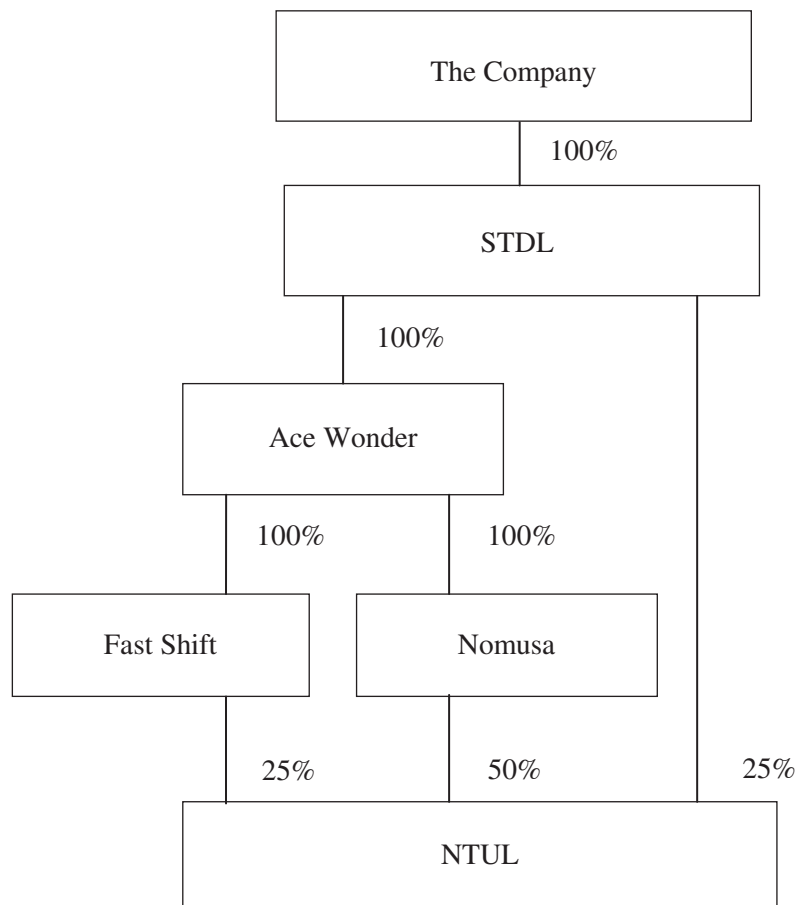 The Company
100%
STDL
100%
Ace Wonder
100%
100%
Fast Shift
Nomusa
25%
50%
25%
NTUL